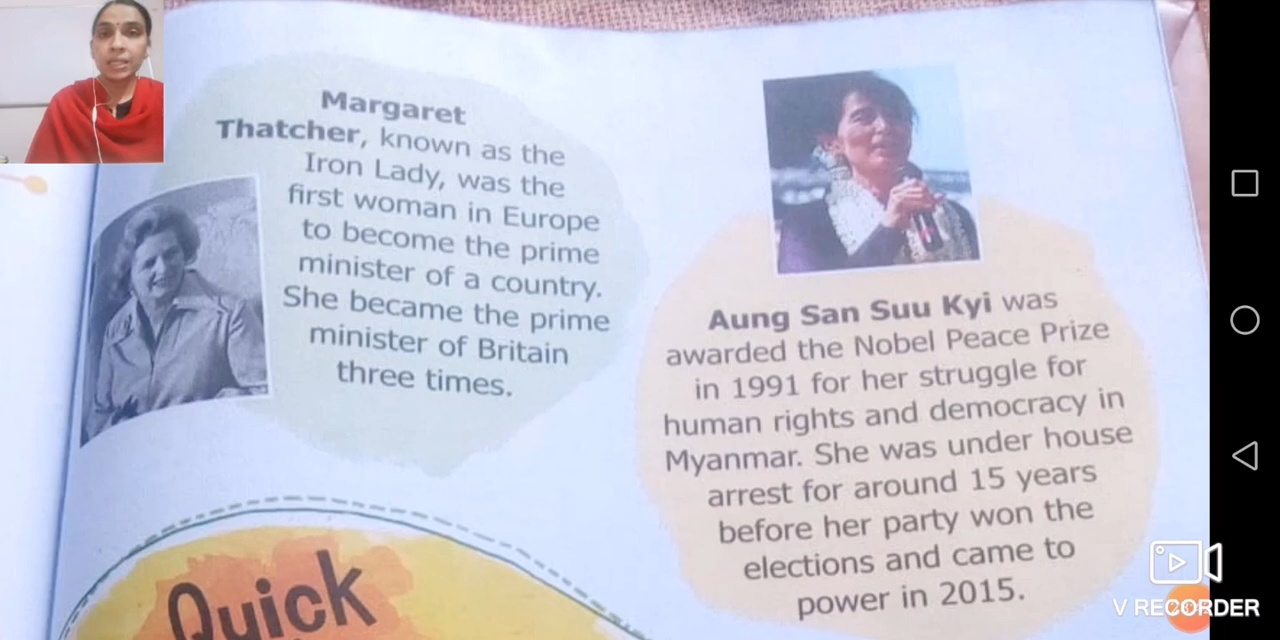 Margaret
Thatcher, known as the
Iron Lady, was the
first woman in Europe
to become the prime
minister of a country.
She became the prime
minister of Britain
three times.
Aung San Suu Kyi was
awarded the Nobel Peace Prize
in 1991 for her struggle for
human rights and democracy in
Myanmar. She was under house
arrest for around 15 years
before her party won the
elections and came to
power in 2015.
Quick
V RECORDER